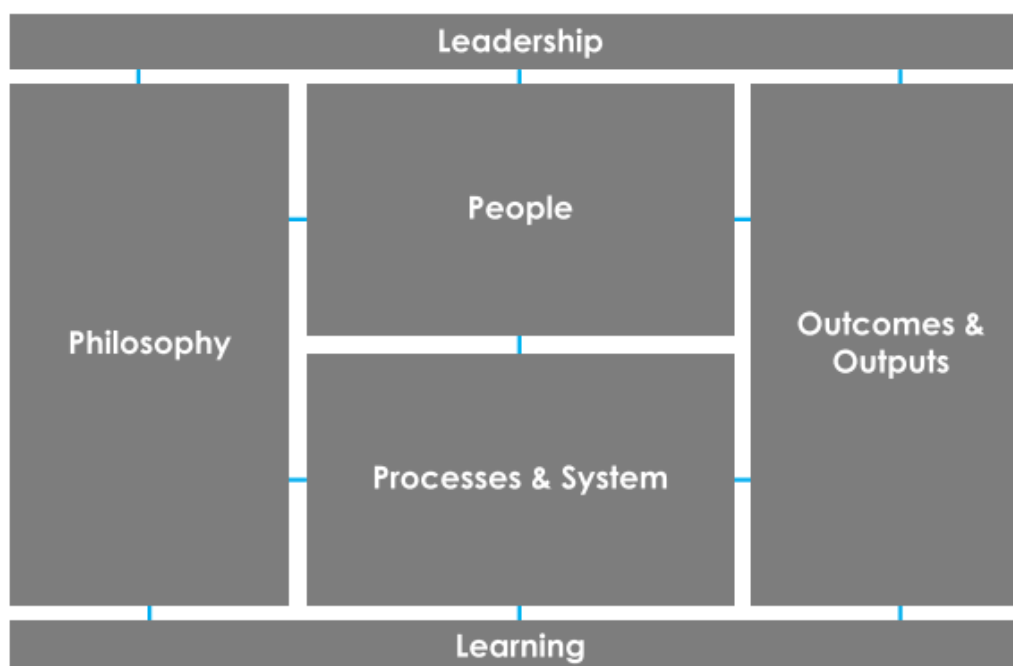 Leadership
People
Philosophy
Outcomes &
Outputs
Processes & System
Learning